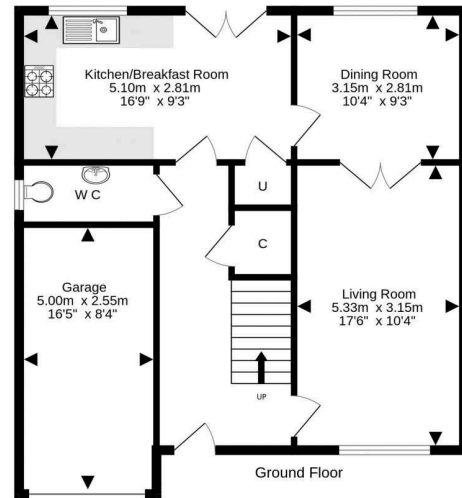 Kitchen/Breakfast Room
5.10m x 2.81m
16'9" x 9'3"
Dining Room
3.15m x 2.81m
10'4" x 9'3"
W C
U
C
Garage
5.00m x 2.55m
16'5" x 8'4"
Living Room
5.33m x 3.15m
17'6" x 10'4"
UP
Ground Floor